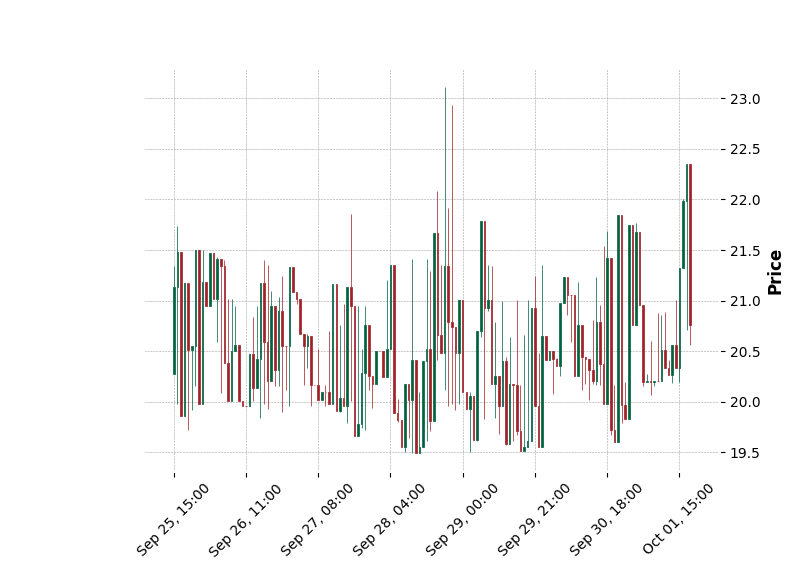 23.0
22.5
22.0
21.5
21.0
20.5
20.0
19.5
Price
Sep 25, 15:00
Sep 26, 11:00
Sep 27, 08:00
Sep 28, 04:00
Sep 29, 00:00
Sep 29, 21:00
Sep 30, 18:00
Oct 01, 15:00